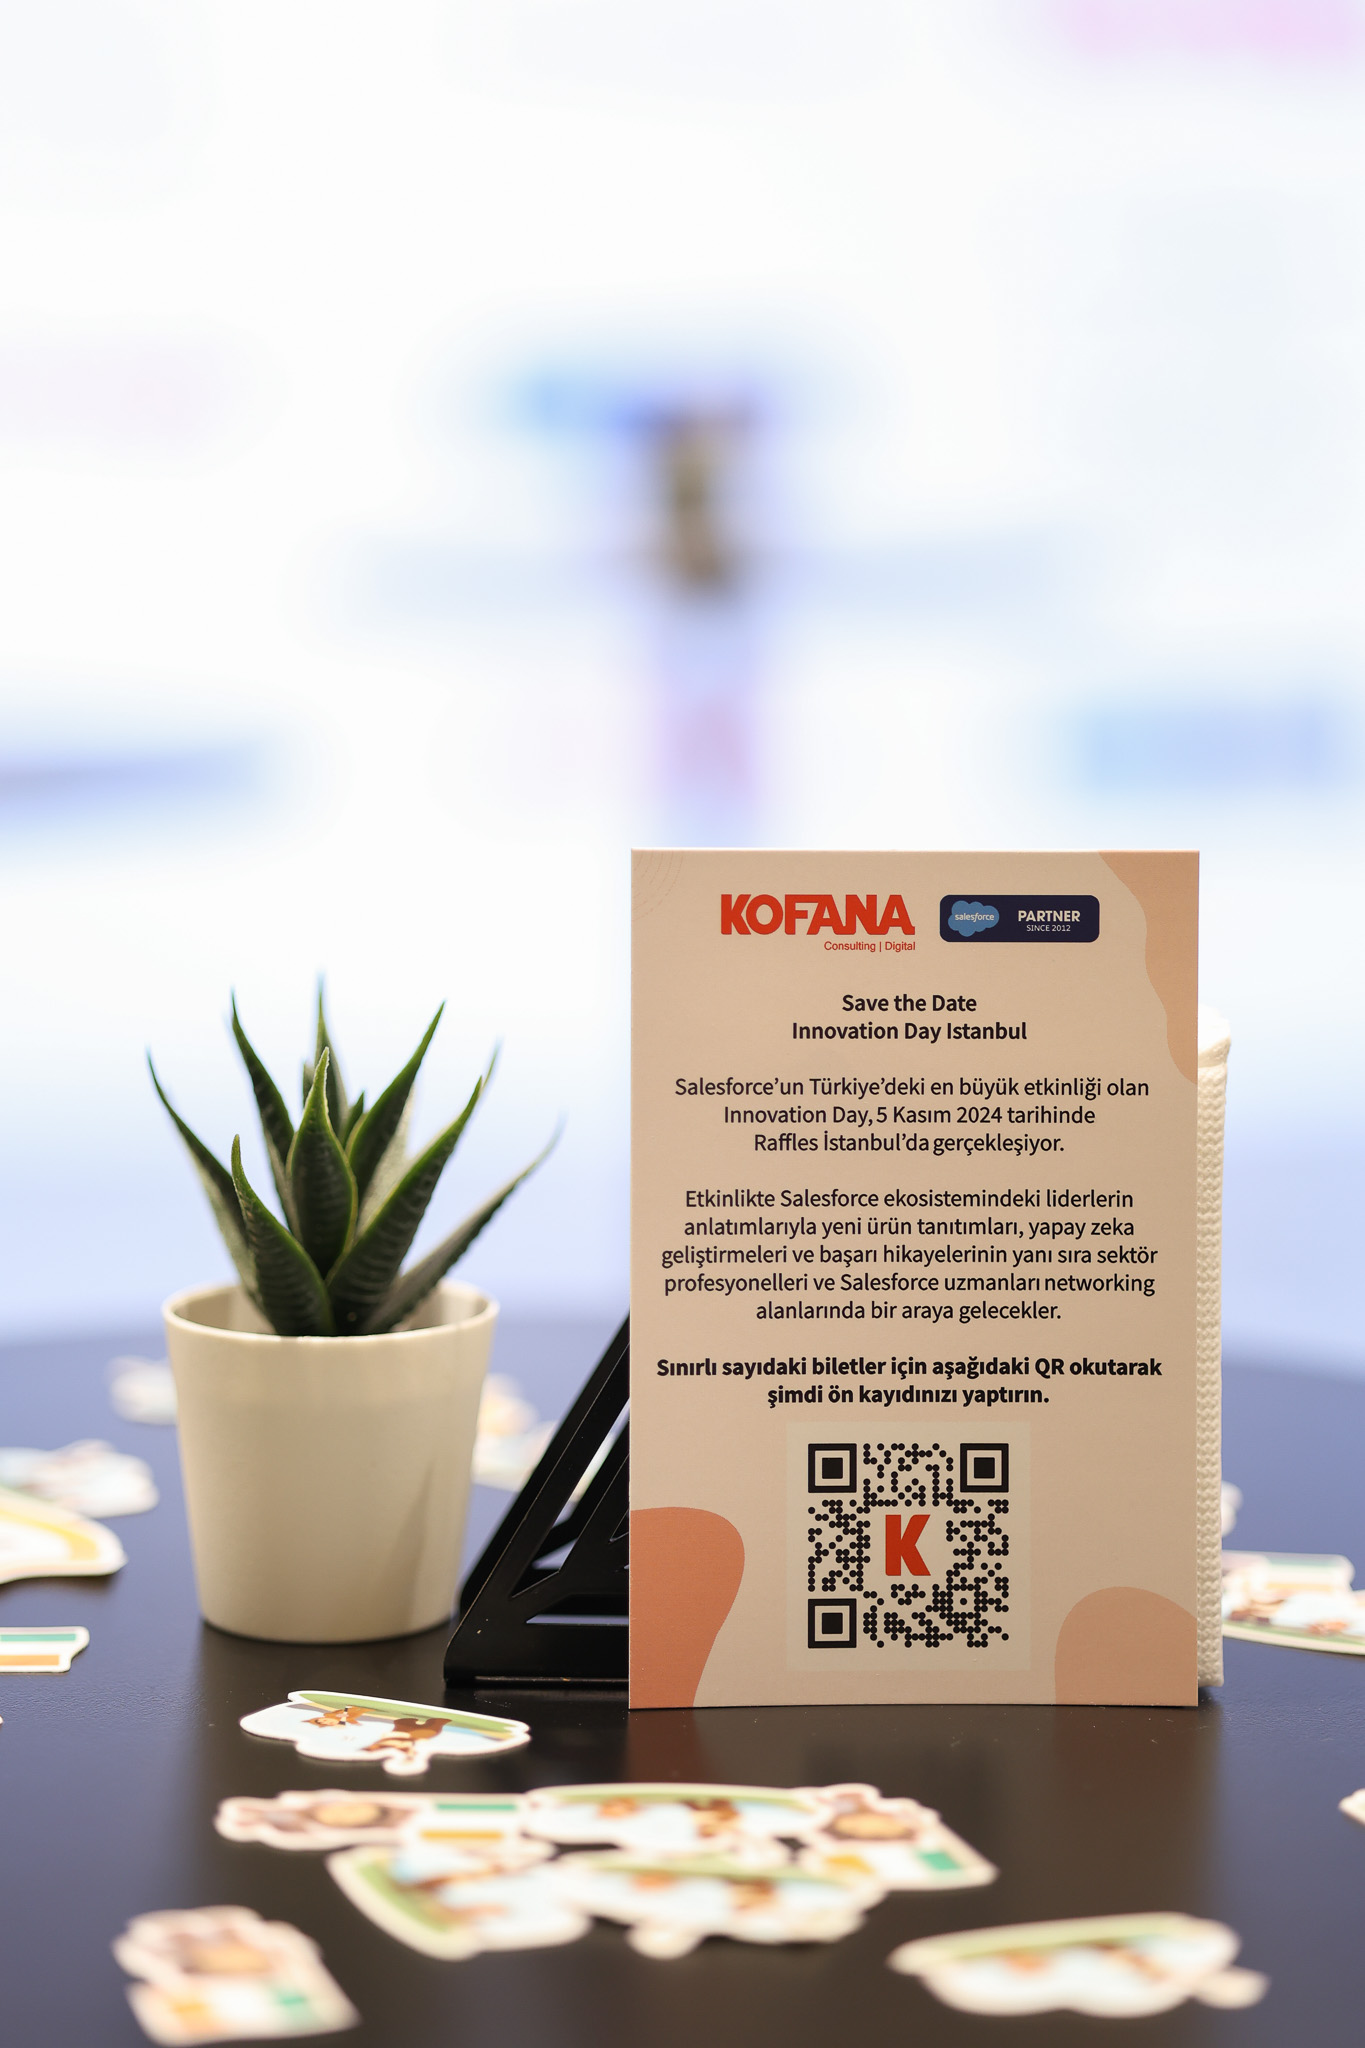 KOFANA
Consulting | Digital
salesforce
PARTNER
SINCE 2012
Save the Date
Innovation Day Istanbul
Salesforce'un Türkiye'deki en büyük etkinliği olan
Innovation Day, 5 Kasım 2024 tarihinde
Raffles İstanbul'da gerçekleşiyor.
Etkinlikte Salesforce ekosistemindeki liderlerin
anlatımlarıyla yeni ürün tanıtımları, yapay zeka
geliştirmeleri ve başarı hikayelerinin yanı sıra sektör
profesyonelleri ve Salesforce uzmanları networking
alanlarında bir araya gelecekler.
Sınırlı sayıdaki biletler için aşağıdaki QR okutarak
şimdi ön kayıdınızı yaptırın.
K